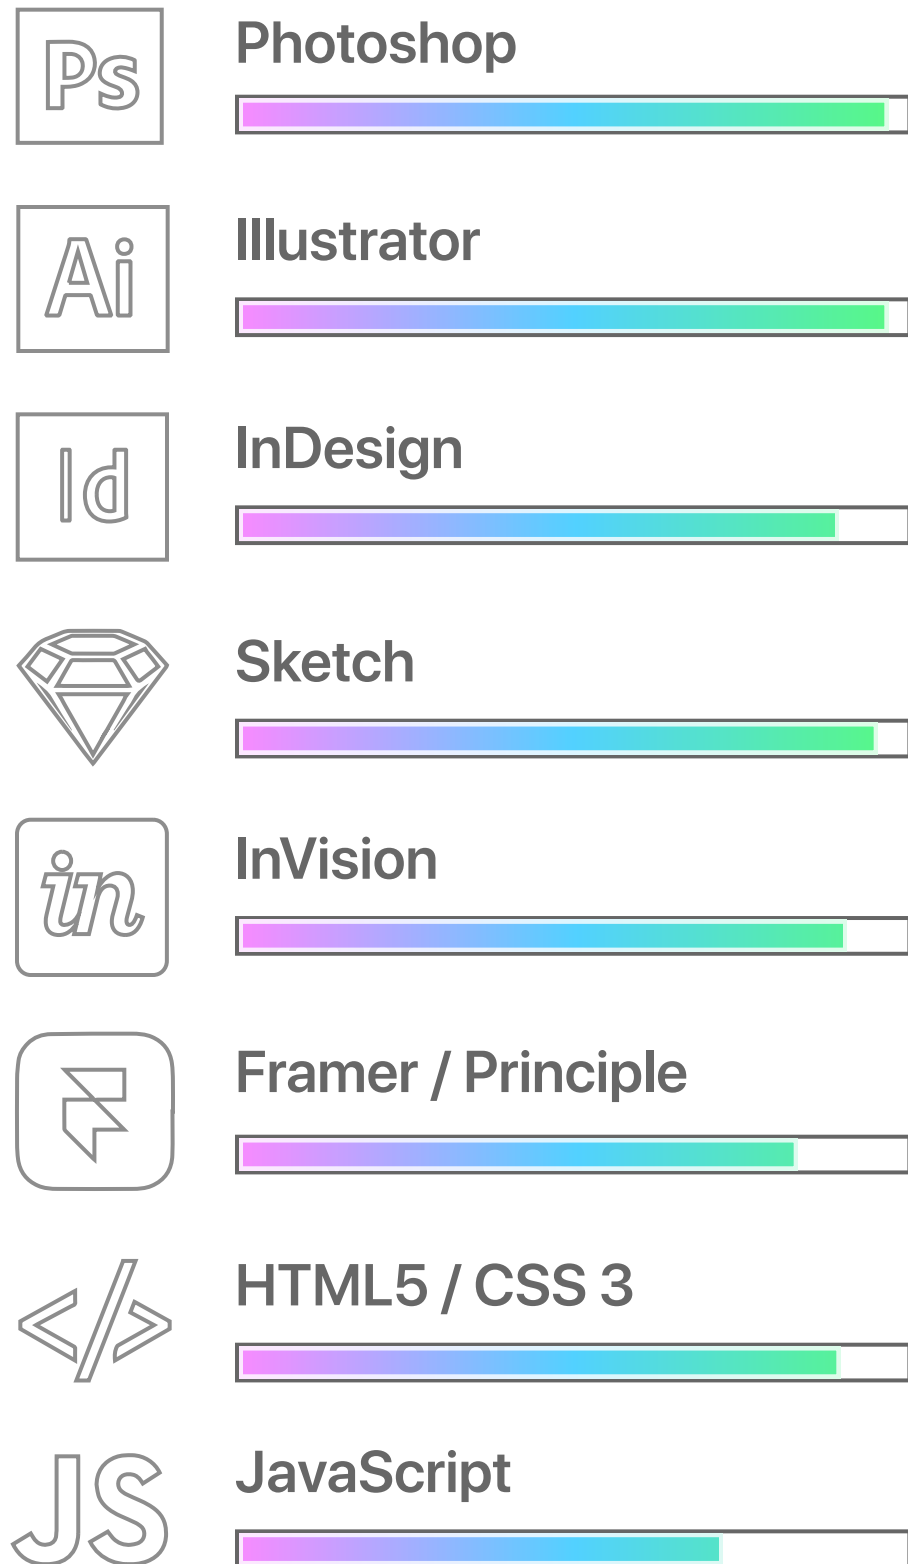 Ps
Photoshop
Ai
Illustrator
Id
InDesign
Sketch
in
InVision
Framer / Principle
</>
HTML5 / CSS 3
JS
JavaScript